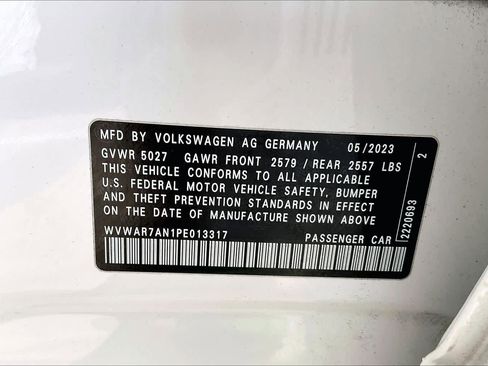 MFD BY VOLKSWAGEN AG GERMANY 05/2023
GVWR 5027 GAWR FRONT 2579 / REAR 2557 LBS
THIS VEHICLE CONFORMS TO ALL APPLICABLE
U.S. FEDERAL MOTOR VEHICLE SAFETY, BUMPER
AND THEFT PREVENTION STANDARDS IN EFFECT
ON THE DATE OF MANUFACTURE SHOWN ABOVE
WVWAR7AN1PE013317 PASSENGER CAR
2220693 2